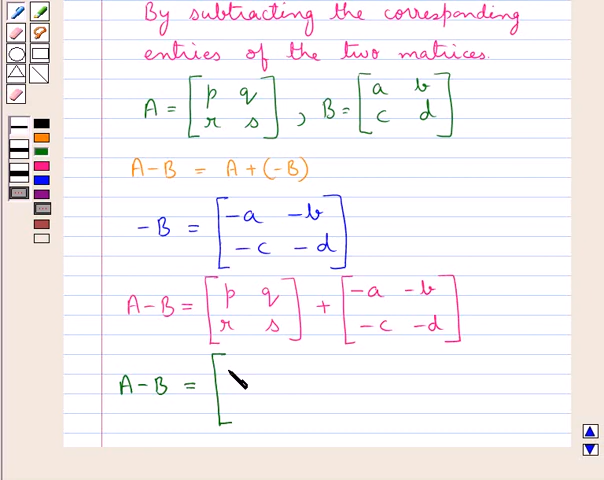 By subtracting the corresponding
entries of the two matrices.
A = [p q
r s], B = [a b
c d]
A-B = A+(-B)
-B = [-a -b
-c -d]
A-B = [p q
r s] + [-a -b
-c -d]
A-B = [